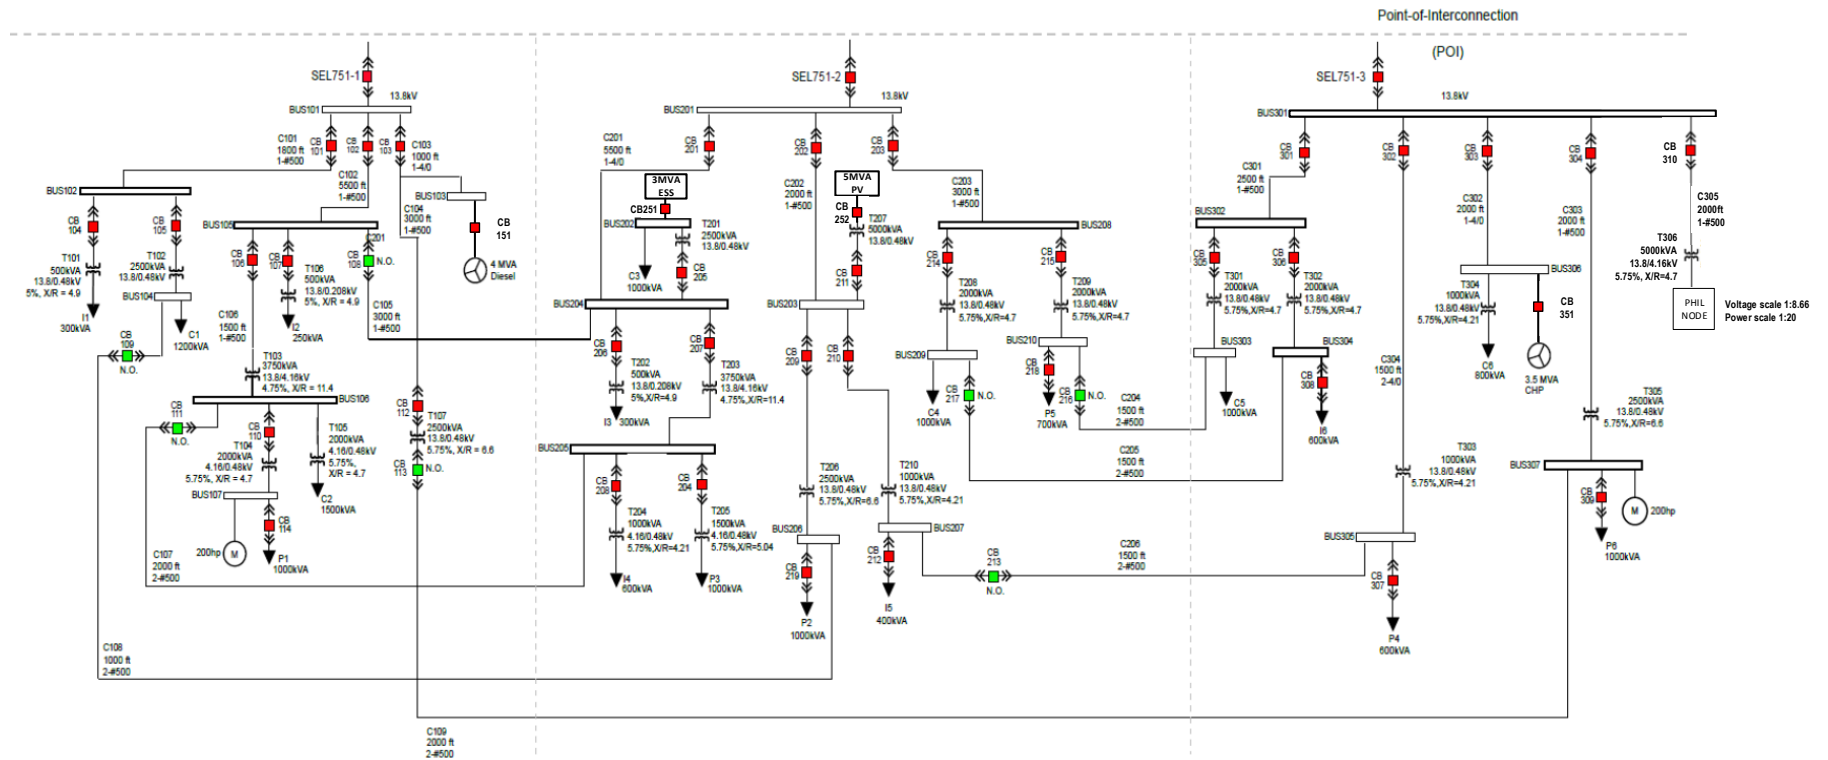 Point-of-Interconnection
(POI)
SEL751-1
13.8kV
BUS101
C101
1800 ft
1-#500
CB
101
CB
102
CB
103
C103
1000 ft
1-4/0
C102
5500 ft
1-#500
BUS102
BUS103
C104
3000 ft
1-#500
CB
151
4 MVA
Diesel
CB
104
CB
105
T101
500kVA
13.8/0.48kV
5%, X/R = 4.9
I1
300kVA
T102
2500kVA
13.8/0.48kV
BUS104
C1
1200kVA
CB
109
N.O.
BUS105
C201
CB
106
CB
107
CB
108
N.O.
T106
500kVA
13.8/0.208kV
5%, X/R = 4.9
I2
250kVA
C105
3000 ft
1-#500
C106
1500 ft
1-#500
T103
3750kVA
13.8/4.16kV
4.75%, X/R = 11.4
BUS106
CB
111
N.O.
CB
110
T104
2000kVA
4.16/0.48kV
5.75%, X/R = 4.7
T105
2000kVA
4.16/0.48kV
5.75%,
X/R = 4.7
C2
1500kVA
BUS107
200hp
M
CB
114
P1
1000kVA
CB
112
T107
2500kVA
13.8/0.48kV
5.75%, X/R = 6.6
CB
113
N.O.
C107
2000 ft
2-#500
C108
1000 ft
2-#500
C109
2000 ft
2-#500
SEL751-2
13.8kV
BUS201
C201
5500 ft
1-4/0
CB
201
CB
202
CB
203
3MVA
ESS
CB251
BUS202
C3
1000kVA
T201
2500kVA
13.8/0.48kV
CB
205
BUS204
C202
2000 ft
1-#500
5MVA
PV
CB
252
T207
5000kVA
13.8/0.48kV
CB
211
BUS203
C203
3000 ft
1-#500
BUS208
CB
214
CB
215
T208
2000kVA
13.8/0.48kV
5.75%,X/R=4.7
T209
2000kVA
13.8/0.48kV
5.75%,X/R=4.7
BUS209
BUS210
C4
1000kVA
CB
217
N.O.
CB
218
P5
700kVA
CB
216
N.O.
C204
1500 ft
2-#500
C205
1500 ft
2-#500
CB
206
CB
207
T202
500kVA
13.8/0.208kV
5%,X/R=4.9
I3
300kVA
T203
3750kVA
13.8/4.16kV
4.75%,X/R=11.4
BUS205
CB
208
CB
204
T204
1000kVA
4.16/0.48kV
5.75%,X/R=4.21
T205
1500kVA
4.16/0.48kV
5.75%,X/R=5.04
I4
600kVA
P3
1000kVA
CB
209
CB
210
T206
2500kVA
13.8/0.48kV
5.75%,X/R=6.6
T210
1000kVA
13.8/0.48kV
5.75%,X/R=4.21
BUS206
BUS207
CB
219
P2
1000kVA
CB
212
I5
400kVA
CB
213
N.O.
C206
1500 ft
2-#500
SEL751-3
13.8kV
BUS301
CB
301
CB
302
CB
303
CB
304
CB
310
C301
2500 ft
1-#500
BUS302
CB
305
CB
306
T301
2000kVA
13.8/0.48kV
5.75%,X/R=4.7
T302
2000kVA
13.8/0.48kV
5.75%,X/R=4.7
BUS303
BUS304
C5
1000kVA
CB
308
I6
600kVA
C302
2000 ft
1-4/0
BUS306
T304
1000kVA
13.8/0.48kV
5.75%,X/R=4.21
C6
800kVA
CB
351
3.5 MVA
CHP
C303
2000 ft
1-#500
C304
1500 ft
2-4/0
T303
1000kVA
13.8/0.48kV
5.75%,X/R=4.21
BUS305
CB
307
P4
600kVA
T305
2500kVA
13.8/0.48kV
5.75%,X/R=6.6
BUS307
CB
309
M
200hp
P6
1000kVA
C305
2000ft
1-#500
T306
5000kVA
13.8/4.16kV
5.75%, X/R=4.7
PHIL
NODE
Voltage scale 1:8.66
Power scale 1:20